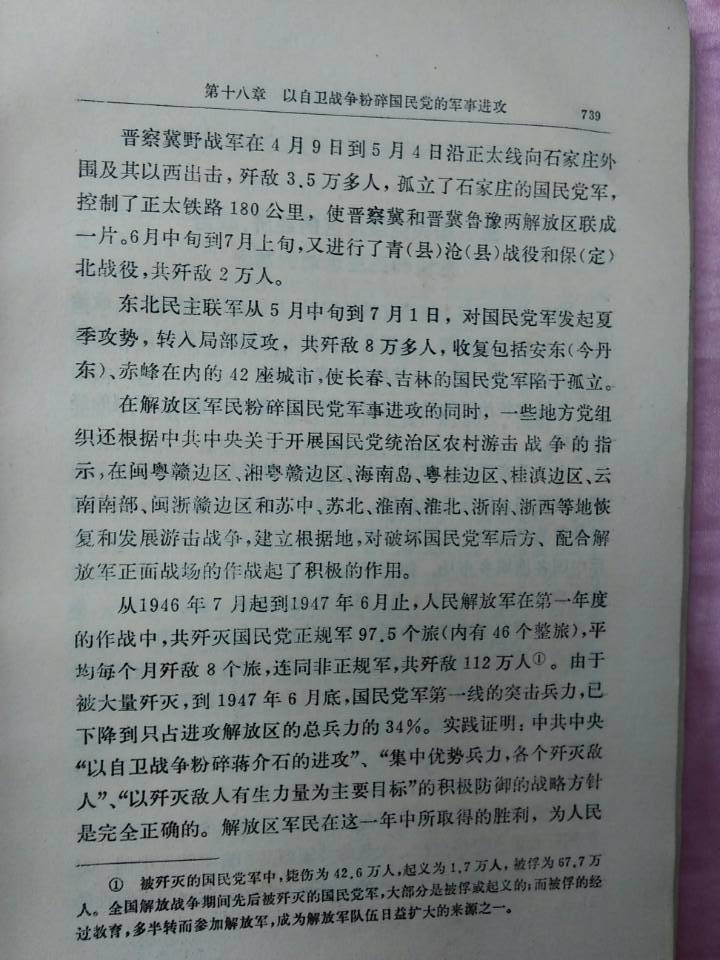 第十八章 以自卫战争粉碎国民党的军事进攻 739
晋察冀野战军在4月9日到5月4日沿正太线向石家庄外
围及其以西出击，歼敌3.5万多人，孤立了石家庄的国民党军，
控制了正太铁路180公里，使晋察冀和晋冀鲁豫两解放区联成
一片。6月中旬到7月上旬，又进行了青(县)沧(县)战役和保(定)
北战役，共歼敌2万人。
东北民主联军从5月中旬到7月1日，对国民党军发起夏
季攻势，转入局部反攻，共歼敌8万多人，收复包括安东(今丹
东)、赤峰在内的42座城市，使长春、吉林的国民党军陷于孤立。
在解放区军民粉碎国民党军事进攻的同时，一些地方党组
织还根据中共中央关于开展国民党统治区农村游击战争的指
示，在闽粤赣边区、湘粤赣边区、海南岛、粤桂边区、桂滇边区、云
南南部、闽浙赣边区和苏中、苏北、淮南、淮北、浙南、浙西等地恢
复和发展游击战争，建立根据地，对破坏国民党军后方、配合解
放军正面战场的作战起了积极的作用。
从1946年7月起到1947年6月止，人民解放军在第一年度
的作战中，共歼灭国民党正规军97.5个旅(内有46个整旅)，平
均每个月歼敌8个旅，连同非正规军，共歼敌112万人①。由于
被大量歼灭，到1947年6月底，国民党军第一线的突击兵力，已
下降到只占进攻解放区的总兵力的34%。实践证明：中共中央
“以自卫战争粉碎蒋介石的进攻”、“集中优势兵力，各个歼灭敌
人”、“以歼灭敌人有生力量为主要目标”的积极防御的战略方针
是完全正确的。解放区军民在这一年中所取得的胜利，为人民
① 被歼灭的国民党军中，毙伤为42.6万人，起义为1.7万人，被俘为67.7万
人。全国解放战争期间先后被歼灭的国民党军，大部分是被俘或起义的；而被俘的经
过教育，多半转而参加解放军，成为解放军队伍日益扩大的来源之一。